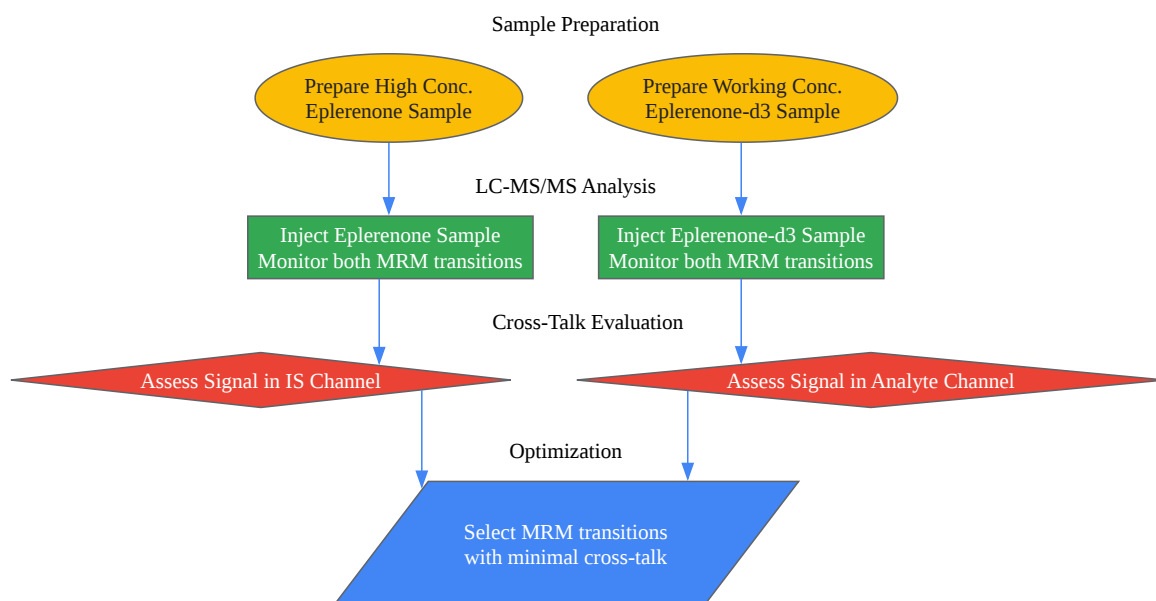 Sample Preparation
Prepare High Conc.
Eplerenone Sample
Prepare Working Conc.
Eplerenone-d3 Sample
LC-MS/MS Analysis
Inject Eplerenone Sample
Monitor both MRM transitions
Inject Eplerenone-d3 Sample
Monitor both MRM transitions
Cross-Talk Evaluation
Assess Signal in IS Channel
Assess Signal in Analyte Channel
Optimization
Select MRM transitions
with minimal cross-talk